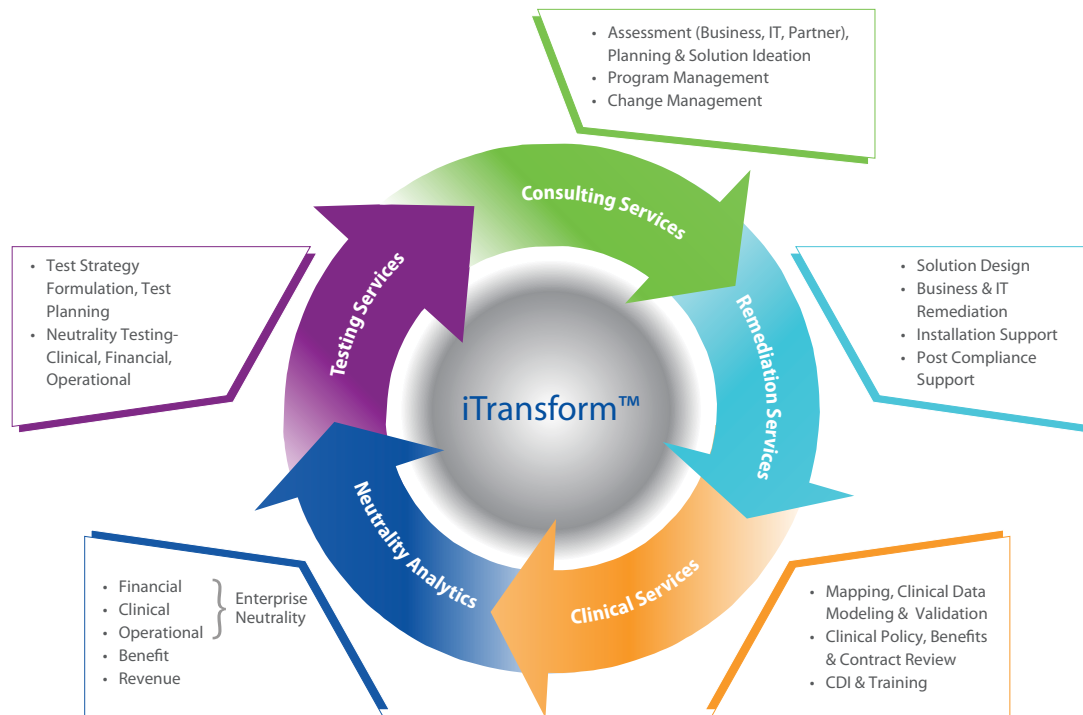 • Assessment (Business, IT, Partner),
Planning & Solution Ideation
• Program Management
• Change Management
Consulting Services
Testing Services
Remediation Services
• Test Strategy
Formulation, Test
Planning
• Neutrality Testing-
Clinical, Financial,
Operational
• Solution Design
• Business & IT
Remediation
• Installation Support
• Post Compliance
Support
iTransform™
Neutrality Analytics
Clinical Services
• Financial
• Clinical
• Operational
• Benefit
• Revenue
Enterprise
Neutrality
• Mapping, Clinical Data
Modeling & Validation
• Clinical Policy, Benefits
& Contract Review
• CDI & Training